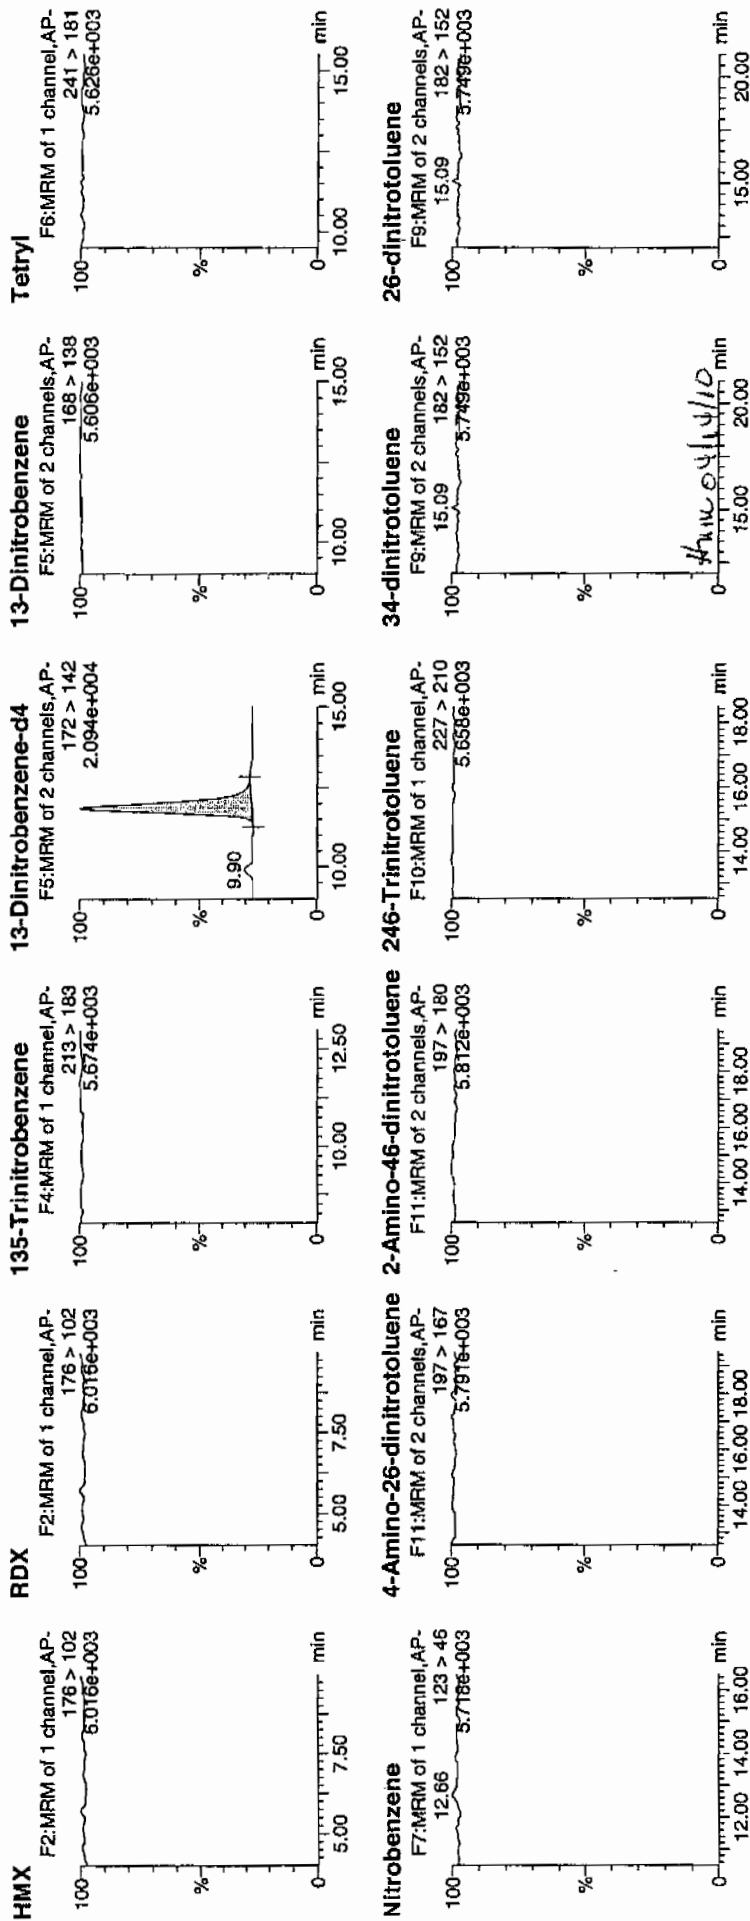 HMX
F2:MRM of 1 channel,AP-
176 > 102
6.016e+003
100
%
0
5.00 7.50 min
RDX
F2:MRM of 1 channel,AP-
176 > 102
6.016e+003
100
%
0
5.00 7.50 min
135-Trinitrobenzene
F4:MRM of 1 channel,AP-
213 > 183
5.674e+003
100
%
0
10.00 12.50 min
13-Dinitrobenzene-d4
F5:MRM of 2 channels,AP-
172 > 142
2.094e+004
100
9.90
%
0
10.00 15.00 min
13-Dinitrobenzene
F5:MRM of 2 channels,AP-
168 > 138
5.606e+003
100
%
0
10.00 15.00 min
Tetryl
F6:MRM of 1 channel,AP-
241 > 181
5.626e+003
100
%
0
10.00 15.00 min
Nitrobenzene
F7:MRM of 1 channel,AP-
12.66 123 > 46
5.718e+003
100
%
0
12.00 14.00 16.00 min
4-Amino-26-dinitrotoluene
F11:MRM of 2 channels,AP-
197 > 167
5.791e+003
100
%
0
14.00 16.00 18.00 min
2-Amino-46-dinitrotoluene
F11:MRM of 2 channels,AP-
197 > 180
5.812e+003
100
%
0
14.00 16.00 18.00 min
246-Trinitrotoluene
F10:MRM of 1 channel,AP-
227 > 210
5.658e+003
100
%
0
14.00 16.00 18.00 min
34-dinitrotoluene
F9:MRM of 2 channels,AP-
15.09 182 > 152
5.749e+003
100
%
0
15.00 20.00 min
04/14/10
26-dinitrotoluene
F9:MRM of 2 channels,AP-
15.09 182 > 152
5.749e+003
100
%
0
15.00 20.00 min